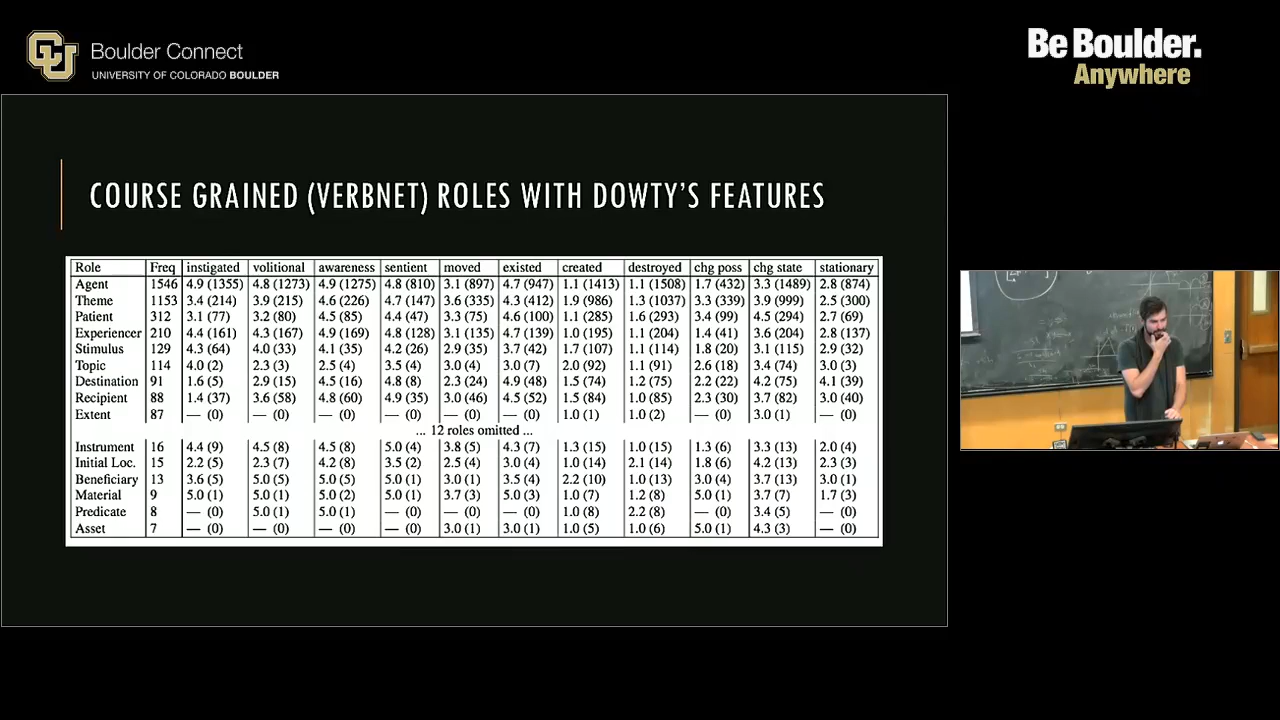 CU
Boulder Connect
UNIVERSITY OF COLORADO BOULDER
Be Boulder.
Anywhere
COURSE GRAINED (VERBNET) ROLES WITH DOWTY'S FEATURES
Role Freq instigated volitional awareness sentient moved existed created destroyed chg poss chg state stationary
Agent 1546 4.9 (1355) 4.8 (1273) 4.9 (1275) 4.8 (810) 3.1 (897) 4.7 (947) 1.1 (1413) 1.1 (1508) 1.7 (432) 3.3 (1489) 2.8 (874)
Theme 1153 3.4 (214) 3.9 (215) 4.6 (226) 4.7 (147) 3.6 (335) 4.3 (412) 1.9 (986) 1.3 (1037) 3.3 (339) 3.9 (999) 2.5 (300)
Patient 312 3.1 (77) 3.2 (80) 4.5 (85) 4.4 (47) 3.3 (75) 4.6 (100) 1.1 (285) 1.6 (293) 3.4 (99) 4.5 (294) 2.7 (69)
Experiencer 210 4.4 (161) 4.3 (167) 4.9 (169) 4.8 (128) 3.1 (135) 4.7 (139) 1.0 (195) 1.1 (204) 1.4 (41) 3.6 (204) 2.8 (137)
Stimulus 129 4.3 (64) 4.0 (33) 4.1 (35) 4.2 (26) 2.9 (35) 3.7 (42) 1.7 (107) 1.1 (114) 1.8 (20) 3.1 (115) 2.9 (32)
Topic 114 4.0 (2) 2.3 (3) 2.5 (4) 3.5 (4) 3.0 (4) 3.0 (7) 2.0 (92) 1.1 (91) 2.6 (18) 3.4 (74) 3.0 (3)
Destination 91 1.6 (5) 2.9 (15) 4.5 (16) 4.8 (8) 2.3 (24) 4.9 (48) 1.5 (74) 1.2 (75) 2.2 (22) 4.2 (75) 4.1 (39)
Recipient 88 1.4 (37) 3.6 (58) 4.8 (60) 4.9 (35) 3.0 (46) 4.5 (52) 1.5 (84) 1.0 (85) 2.3 (30) 3.7 (82) 3.0 (40)
Extent 87 — (0) — (0) — (0) — (0) — (0) — (0) 1.0 (1) 1.0 (2) — (0) 3.0 (1) — (0)
... 12 roles omitted ...
Instrument 16 4.4 (9) 4.5 (8) 4.5 (8) 5.0 (4) 3.8 (5) 4.3 (7) 1.3 (15) 1.0 (15) 1.3 (6) 3.3 (13) 2.0 (4)
Initial Loc. 15 2.2 (5) 2.3 (7) 4.2 (8) 3.5 (2) 2.5 (4) 3.0 (4) 1.0 (14) 2.1 (14) 1.8 (6) 4.2 (13) 2.3 (3)
Beneficiary 13 3.6 (5) 5.0 (5) 5.0 (5) 5.0 (1) 3.0 (1) 3.5 (4) 2.2 (10) 1.0 (13) 3.0 (4) 3.7 (13) 3.0 (1)
Material 9 5.0 (1) 5.0 (1) 5.0 (2) 5.0 (1) 3.7 (3) 5.0 (3) 1.0 (7) 1.2 (8) 5.0 (1) 3.7 (7) 1.7 (3)
Predicate 8 — (0) 5.0 (1) 5.0 (1) — (0) — (0) — (0) 1.0 (8) 2.2 (8) — (0) 3.4 (5) — (0)
Asset 7 — (0) — (0) — (0) — (0) 3.0 (1) 3.0 (1) 1.0 (5) 1.0 (6) 5.0 (1) 4.3 (3) — (0)